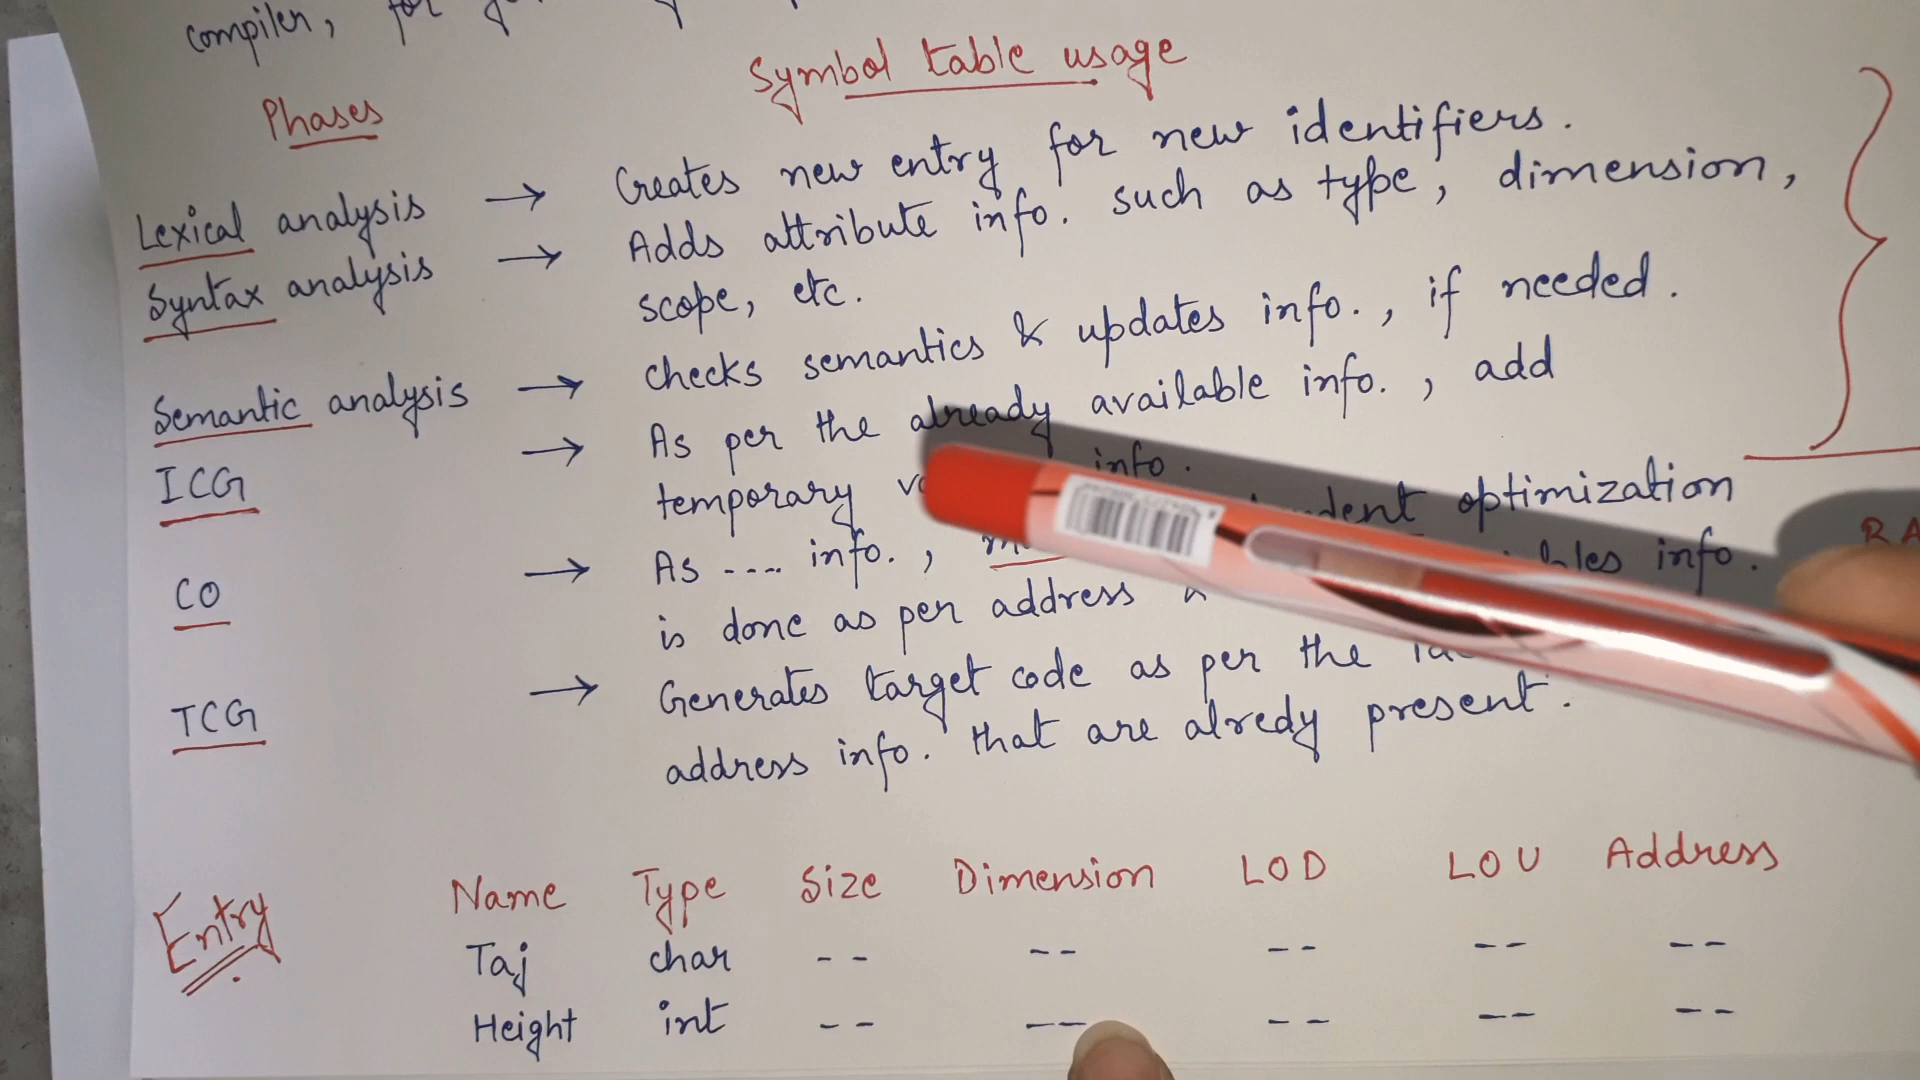 compiler, for
Phases
Symbol table usage
Lexical analysis → Creates new entry for new identifiers.
Syntax analysis → Adds attribute info. such as type, dimension,
scope, etc.
Semantic analysis → checks semantics & updates info., if needed.
ICG → As per the already available info., add
temporary info.
CO → As .... info., dent optimization
is done as per address bles info.
TCG → Generates target code as per the
address info. that are alredy present.
Entry
Name Type Size Dimension LOD LOU Address
Taj char -- -- -- -- --
Height int -- -- -- -- --